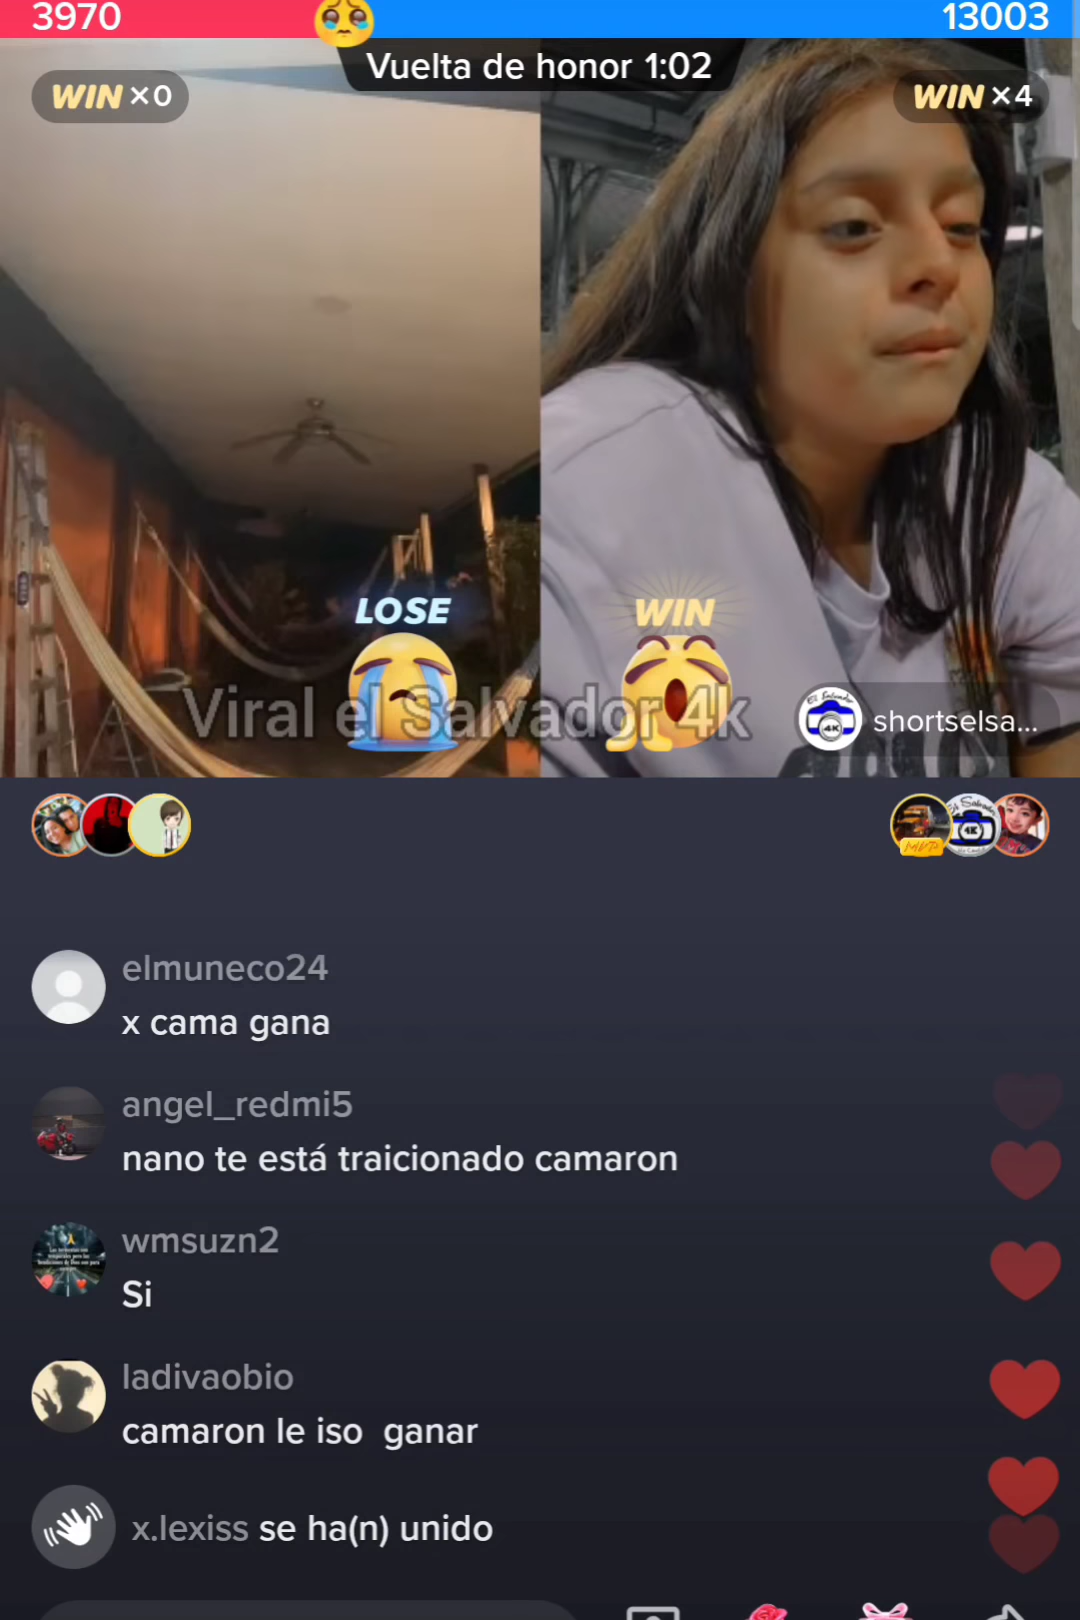 3970
13003
Vuelta de honor 1:02
WIN ×0
WIN ×4
LOSE
WIN
Viral el Salvador 4k
shortselsa...
4K
4K
elmuneco24
x cama gana
angel_redmi5
nano te está traicionado camaron
wmsuzn2
Si
ladivaobio
camaron le iso  ganar
x.lexiss se ha(n) unido